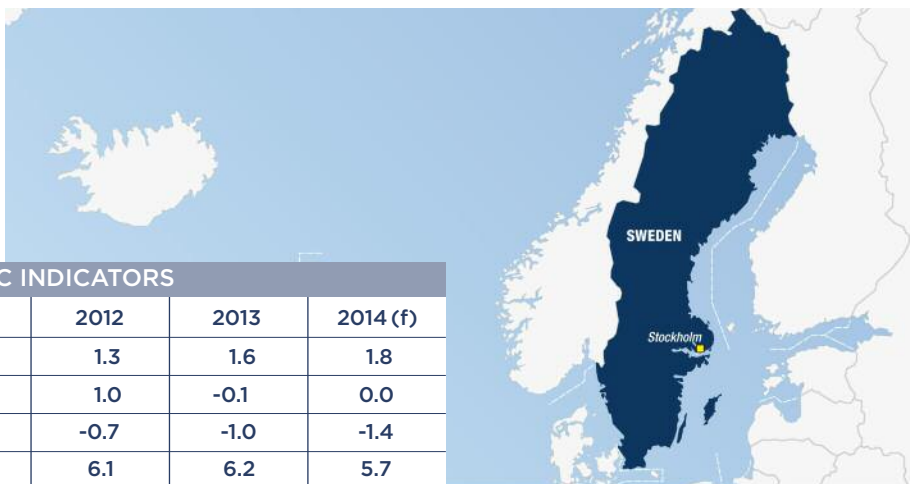 SWEDEN
Stockholm
C INDICATORS
2012 2013 2014 (f)
1.3 1.6 1.8
1.0 -0.1 0.0
-0.7 -1.0 -1.4
6.1 6.2 5.7